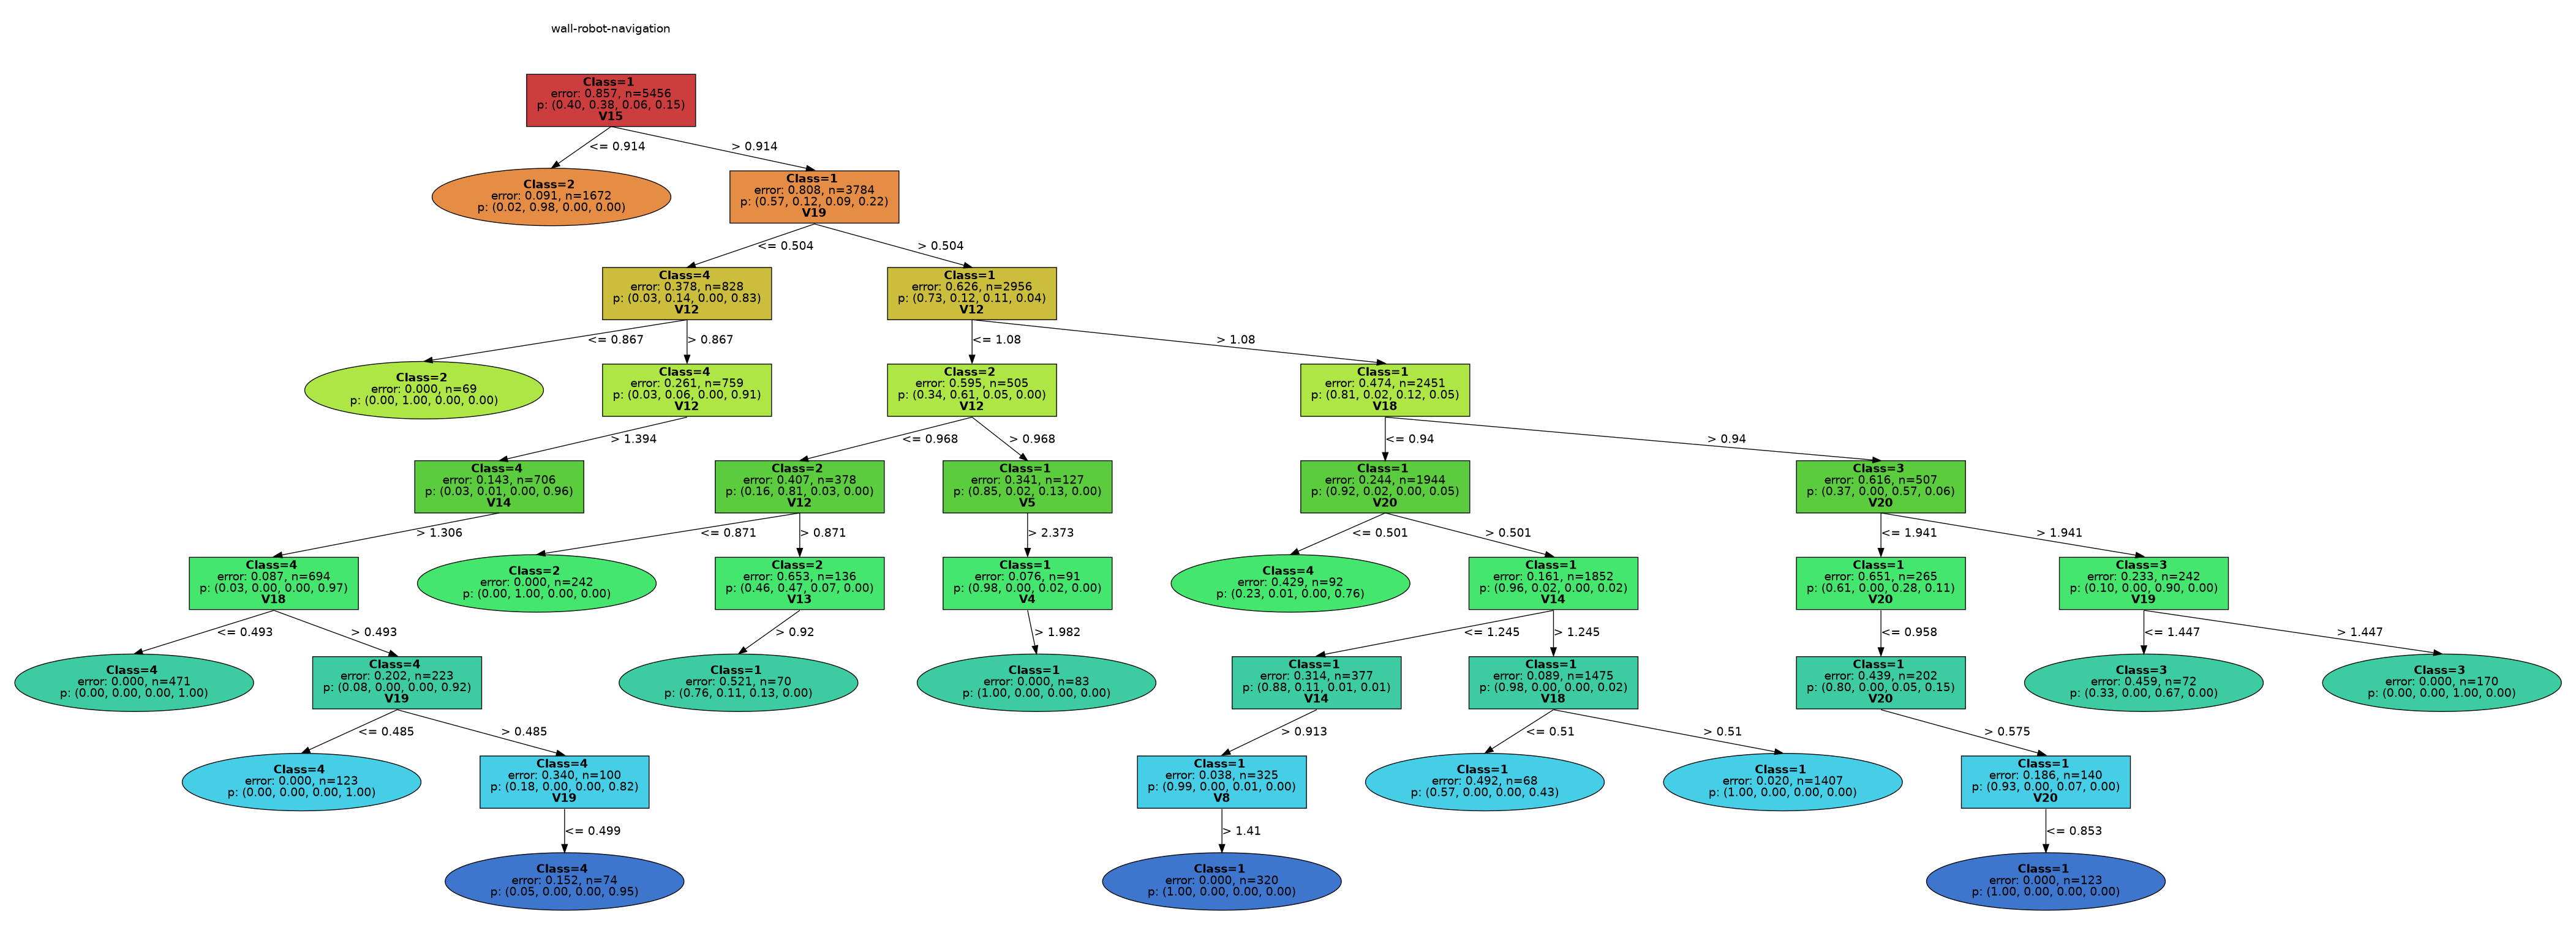 wall-robot-navigation
Class=1
error: 0.857, n=5456
p: (0.40, 0.38, 0.06, 0.15)
V15
<= 0.914
> 0.914
Class=2
error: 0.091, n=1672
p: (0.02, 0.98, 0.00, 0.00)
Class=1
error: 0.808, n=3784
p: (0.57, 0.12, 0.09, 0.22)
V19
<= 0.504
> 0.504
Class=4
error: 0.378, n=828
p: (0.03, 0.14, 0.00, 0.83)
V12
Class=1
error: 0.626, n=2956
p: (0.73, 0.12, 0.11, 0.04)
V12
<= 0.867
> 0.867
<= 1.08
> 1.08
Class=2
error: 0.000, n=69
p: (0.00, 1.00, 0.00, 0.00)
Class=4
error: 0.261, n=759
p: (0.03, 0.06, 0.00, 0.91)
V12
Class=2
error: 0.595, n=505
p: (0.34, 0.61, 0.05, 0.00)
V12
Class=1
error: 0.474, n=2451
p: (0.81, 0.02, 0.12, 0.05)
V18
> 1.394
<= 0.968
> 0.968
<= 0.94
> 0.94
Class=4
error: 0.143, n=706
p: (0.03, 0.01, 0.00, 0.96)
V14
Class=2
error: 0.407, n=378
p: (0.16, 0.81, 0.03, 0.00)
V12
Class=1
error: 0.341, n=127
p: (0.85, 0.02, 0.13, 0.00)
V5
Class=1
error: 0.244, n=1944
p: (0.92, 0.02, 0.00, 0.05)
V20
Class=3
error: 0.616, n=507
p: (0.37, 0.00, 0.57, 0.06)
V20
> 1.306
<= 0.871
> 0.871
> 2.373
<= 0.501
> 0.501
<= 1.941
> 1.941
Class=4
error: 0.087, n=694
p: (0.03, 0.00, 0.00, 0.97)
V18
Class=2
error: 0.000, n=242
p: (0.00, 1.00, 0.00, 0.00)
Class=2
error: 0.653, n=136
p: (0.46, 0.47, 0.07, 0.00)
V13
Class=1
error: 0.076, n=91
p: (0.98, 0.00, 0.02, 0.00)
V4
Class=4
error: 0.429, n=92
p: (0.23, 0.01, 0.00, 0.76)
Class=1
error: 0.161, n=1852
p: (0.96, 0.02, 0.00, 0.02)
V14
Class=1
error: 0.651, n=265
p: (0.61, 0.00, 0.28, 0.11)
V20
Class=3
error: 0.233, n=242
p: (0.10, 0.00, 0.90, 0.00)
V19
<= 0.493
> 0.493
> 0.92
> 1.982
<= 1.245
> 1.245
<= 0.958
<= 1.447
> 1.447
Class=4
error: 0.000, n=471
p: (0.00, 0.00, 0.00, 1.00)
Class=4
error: 0.202, n=223
p: (0.08, 0.00, 0.00, 0.92)
V19
Class=1
error: 0.521, n=70
p: (0.76, 0.11, 0.13, 0.00)
Class=1
error: 0.000, n=83
p: (1.00, 0.00, 0.00, 0.00)
Class=1
error: 0.314, n=377
p: (0.88, 0.11, 0.01, 0.01)
V14
Class=1
error: 0.089, n=1475
p: (0.98, 0.00, 0.00, 0.02)
V18
Class=1
error: 0.439, n=202
p: (0.80, 0.00, 0.05, 0.15)
V20
Class=3
error: 0.459, n=72
p: (0.33, 0.00, 0.67, 0.00)
Class=3
error: 0.000, n=170
p: (0.00, 0.00, 1.00, 0.00)
<= 0.485
> 0.485
> 0.913
<= 0.51
> 0.51
> 0.575
Class=4
error: 0.000, n=123
p: (0.00, 0.00, 0.00, 1.00)
Class=4
error: 0.340, n=100
p: (0.18, 0.00, 0.00, 0.82)
V19
Class=1
error: 0.038, n=325
p: (0.99, 0.00, 0.01, 0.00)
V8
Class=1
error: 0.492, n=68
p: (0.57, 0.00, 0.00, 0.43)
Class=1
error: 0.020, n=1407
p: (1.00, 0.00, 0.00, 0.00)
Class=1
error: 0.186, n=140
p: (0.93, 0.00, 0.07, 0.00)
V20
<= 0.499
> 1.41
<= 0.853
Class=4
error: 0.152, n=74
p: (0.05, 0.00, 0.00, 0.95)
Class=1
error: 0.000, n=320
p: (1.00, 0.00, 0.00, 0.00)
Class=1
error: 0.000, n=123
p: (1.00, 0.00, 0.00, 0.00)